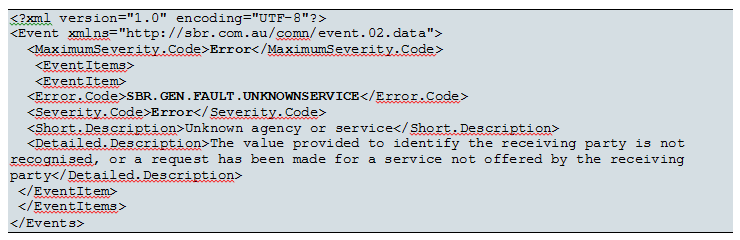 <?xml version="1.0" encoding="UTF-8"?>
<Event xmlns="http://sbr.com.au/comn/event.02.data">
<MaximumSeverity.Code>Error</MaximumSeverity.Code>
<EventItems>
<EventItem>
<Error.Code>SBR.GEN.FAULT.UNKNOWNSERVICE</Error.Code>
<Severity.Code>Error</Severity.Code>
<Short.Description>Unknown agency or service</Short.Description>
<Detailed.Description>The value provided to identify the receiving party is not
recognised, or a request has been made for a service not offered by the receiving
party</Detailed.Description>
</EventItem>
</EventItems>
</Events>